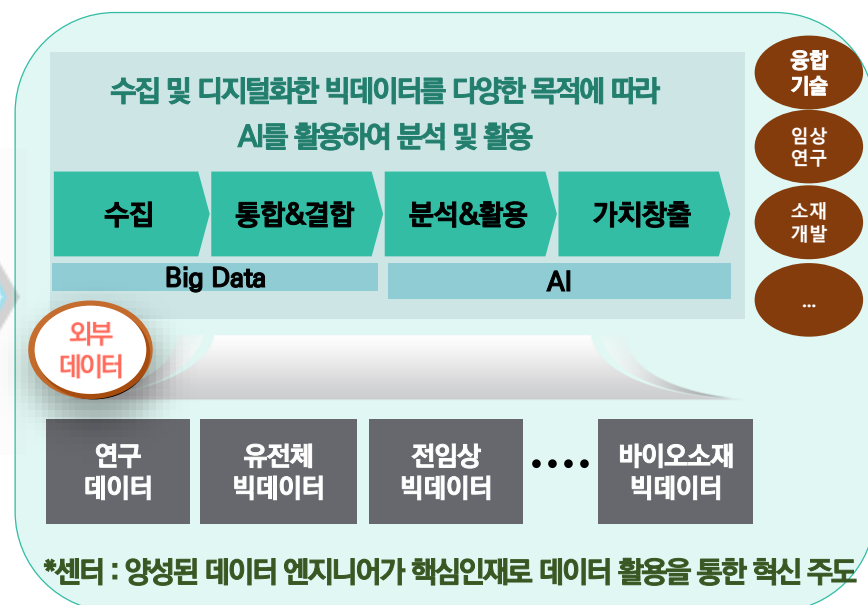 수집 및 디지털화한 빅데이터를 다양한 목적에 따라
AI를 활용하여 분석 및 활용
수집
통합&결합
분석&활용
가치창출
Big Data
AI
융합
기술
임상
연구
소재
개발
...
외부
데이터
연구
데이터
유전체
빅데이터
전임상
빅데이터
····
바이오소재
빅데이터
*센터 : 양성된 데이터 엔지니어가 핵심인재로 데이터 활용을 통한 혁신 주도